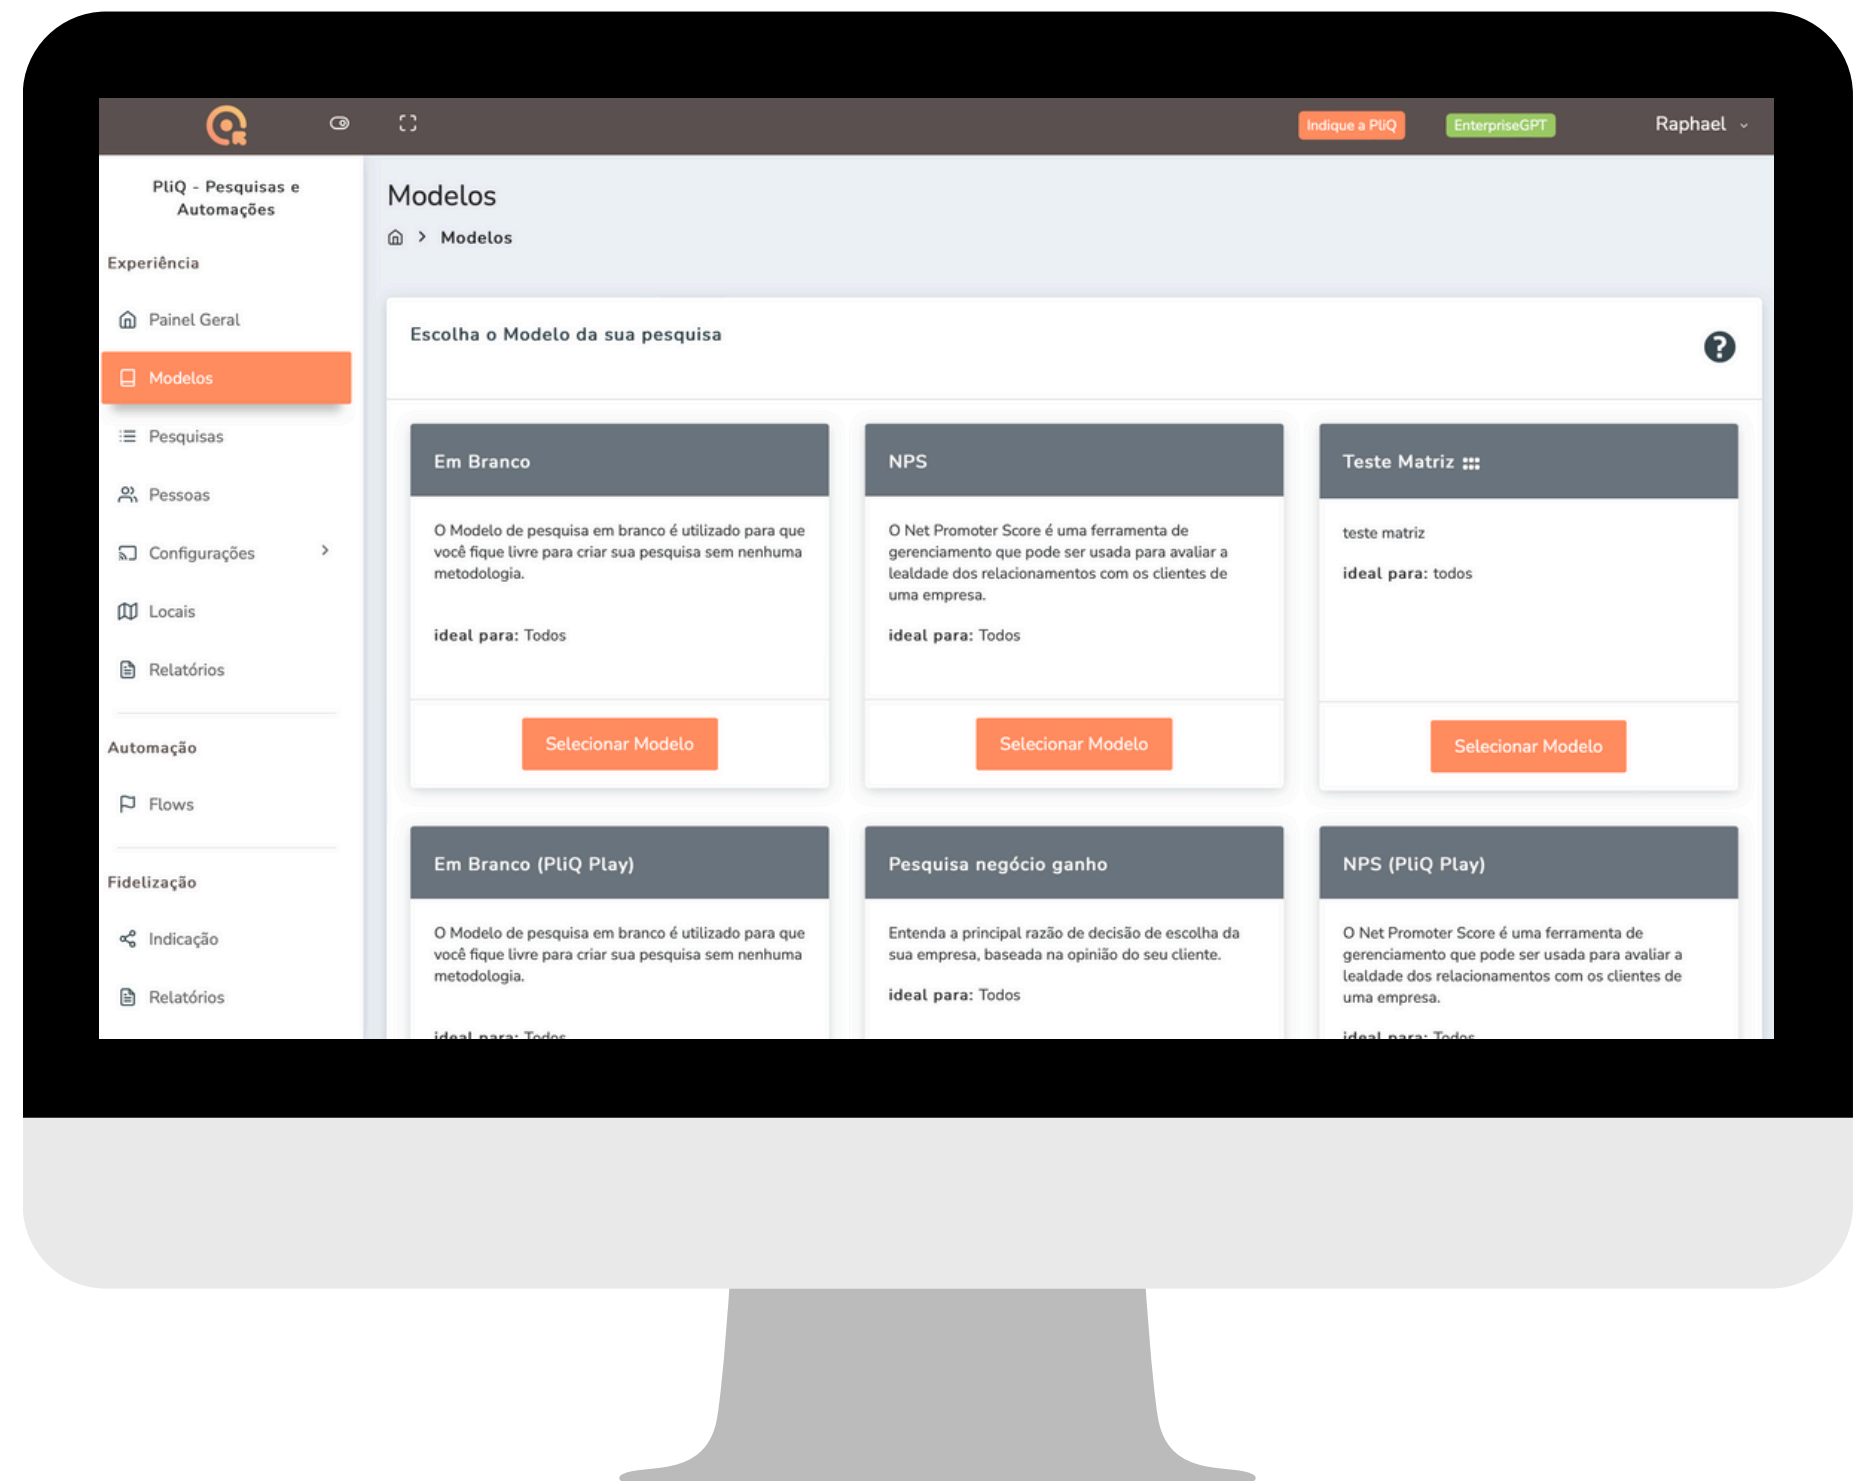 Indique a PliQ
EnterpriseGPT
Raphael
PliQ - Pesquisas e
Automações
Experiência
Painel Geral
Modelos
Pesquisas
Pessoas
Configurações
Locais
Relatórios
Automação
Flows
Fidelização
Indicação
Relatórios
Modelos
Modelos
Escolha o Modelo da sua pesquisa
Em Branco
O Modelo de pesquisa em branco é utilizado para que
você fique livre para criar sua pesquisa sem nenhuma
metodologia.
ideal para: Todos
Selecionar Modelo
NPS
O Net Promoter Score é uma ferramenta de
gerenciamento que pode ser usada para avaliar a
lealdade dos relacionamentos com os clientes de
uma empresa.
ideal para: Todos
Selecionar Modelo
Teste Matriz
teste matriz
ideal para: todos
Selecionar Modelo
Em Branco (PliQ Play)
O Modelo de pesquisa em branco é utilizado para que
você fique livre para criar sua pesquisa sem nenhuma
metodologia.
ideal para: Todos
Pesquisa negócio ganho
Entenda a principal razão de decisão de escolha da
sua empresa, baseada na opinião do seu cliente.
ideal para: Todos
NPS (PliQ Play)
O Net Promoter Score é uma ferramenta de
gerenciamento que pode ser usada para avaliar a
lealdade dos relacionamentos com os clientes de
uma empresa.
ideal para: Todos